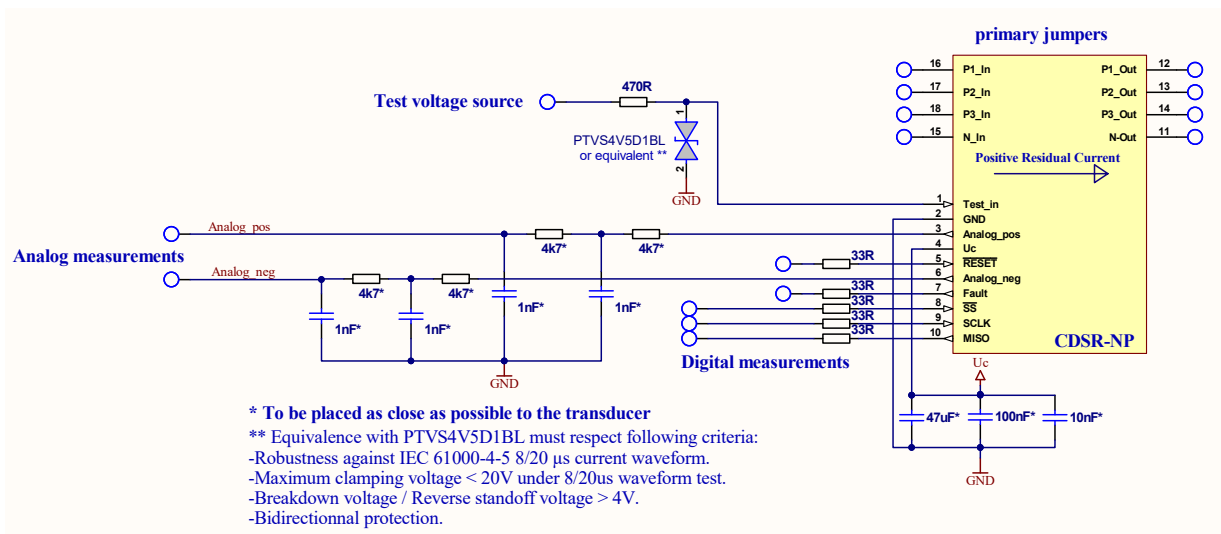 primary jumpers
16 P1_In P1_Out 12
17 P2_In P2_Out 13
18 P3_In P3_Out 14
15 N_In N-Out 11
Positive Residual Current
470R
Test voltage source
1
PTVS4V5D1BL
or equivalent **
2
GND
1 Test_in
2 GND
3 Analog_pos
4 Uc
5 RESET
6 Analog_neg
7 Fault
8 SS
9 SCLK
10 MISO
CDSR-NP
Analog measurements
Analog_pos
4k7*
4k7*
Analog_neg
4k7*
4k7*
1nF*
1nF*
1nF*
1nF*
GND
33R
33R
33R
33R
33R
Digital measurements
Uc
47uF*
100nF*
10nF*
GND
* To be placed as close as possible to the transducer
** Equivalence with PTVS4V5D1BL must respect following criteria:
-Robustness against IEC 61000-4-5 8/20 µs current waveform.
-Maximum clamping voltage < 20V under 8/20us waveform test.
-Breakdown voltage / Reverse standoff voltage > 4V.
-Bidirectionnal protection.